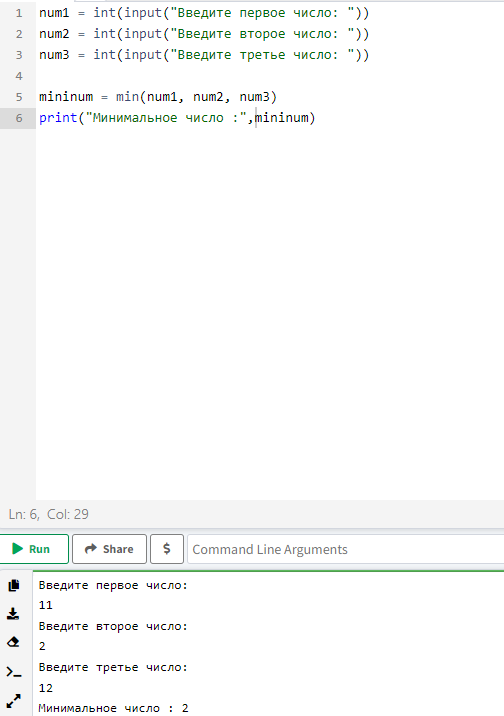 1 num1 = int(input("Введите первое число: "))
2 num2 = int(input("Введите второе число: "))
3 num3 = int(input("Введите третье число: "))
4
5 mininum = min(num1, num2, num3)
6 print("Минимальное число :",mininum)
Ln: 6, Col: 29
Run Share $ Command Line Arguments
Введите первое число:
11
Введите второе число:
2
Введите третье число:
12
Минимальное число : 2